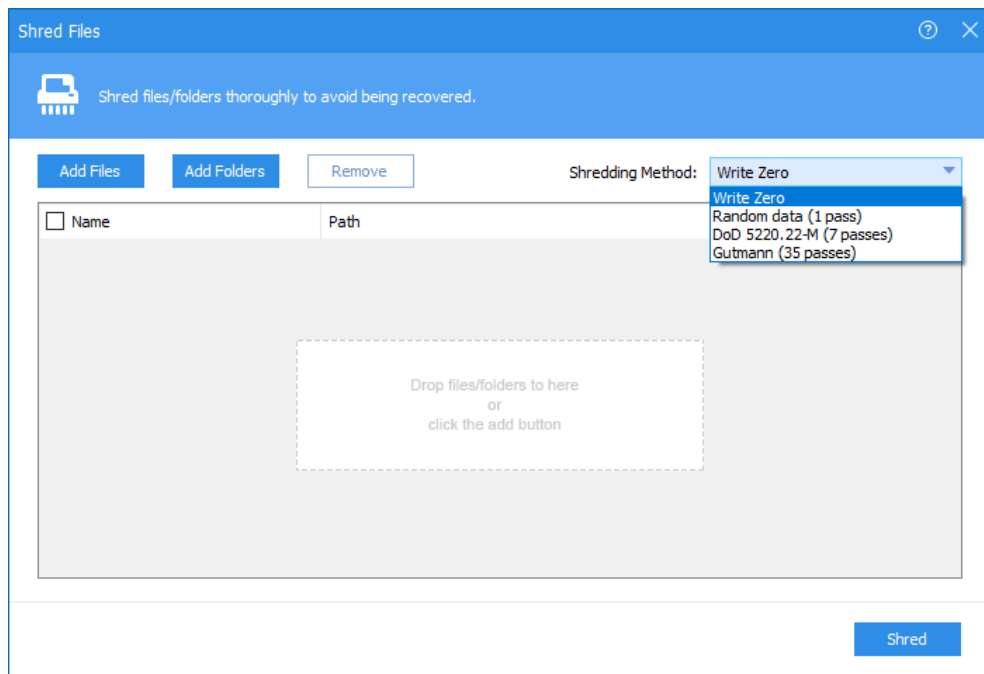 Shred Files
Shred files/folders thoroughly to avoid being recovered.
Add Files
Add Folders
Remove
Shredding Method:
Write Zero
Write Zero
Random data (1 pass)
DoD 5220.22-M (7 passes)
Gutmann (35 passes)
Name
Path
Drop files/folders to here
or
click the add button
Shred